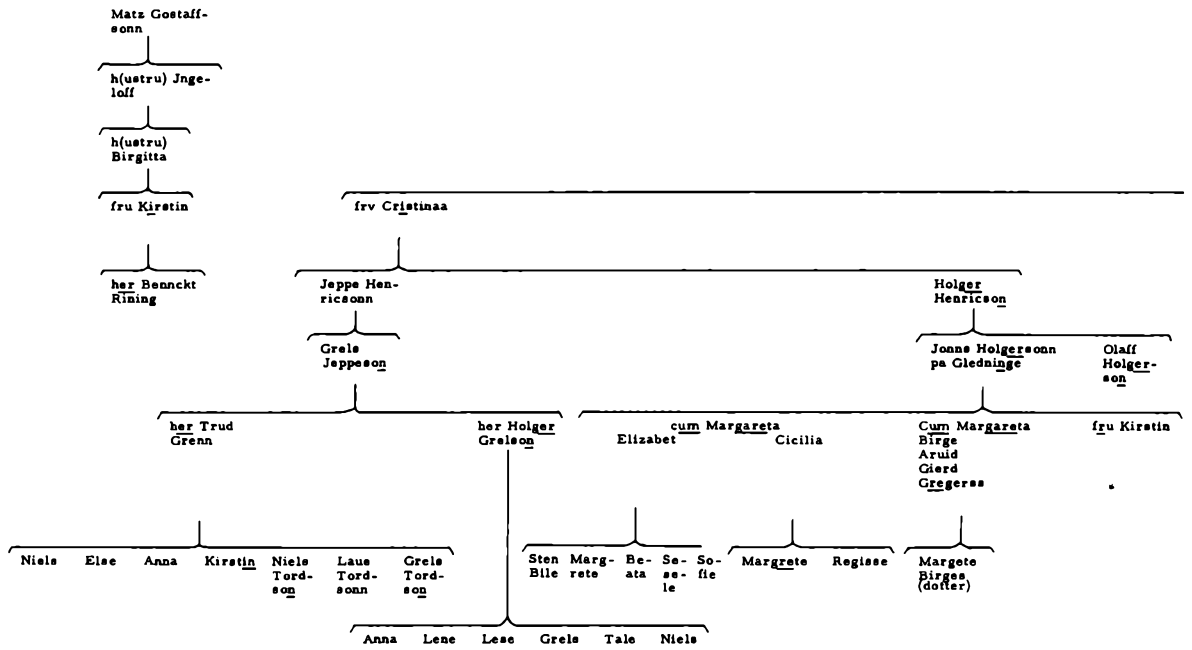 Matz Gostaff-
sonn
h(ustru) Jnge-
loff
h(ustru)
Birgitta
fru Kirstin
frv Cristinaa
her Bennckt
Rining
Jeppe Hen-
ricsonn
Holger
Henricson
Grels
Jeppeson
Jonns Holgersonn
pa Gledninge
Olaff
Holger-
son
her Trud
Grenn
her Holger
Grelson
cum Margareta
Elizabet Cicilia
Cum Margareta
Birge
Aruid
Gierd
Gregerss
fru Kirstin
Niels Else Anna Kirstin Niels
Tord-
son
Laus
Tord-
sonn
Grels
Tord-
son
Sten
Bile
Marg-
rete
Be-
ata
Se-
se-
le
So-
fie
Margrete Regisse
Margete
Birges
(dotter)
Anna Lene Lese Grels Tale Niels